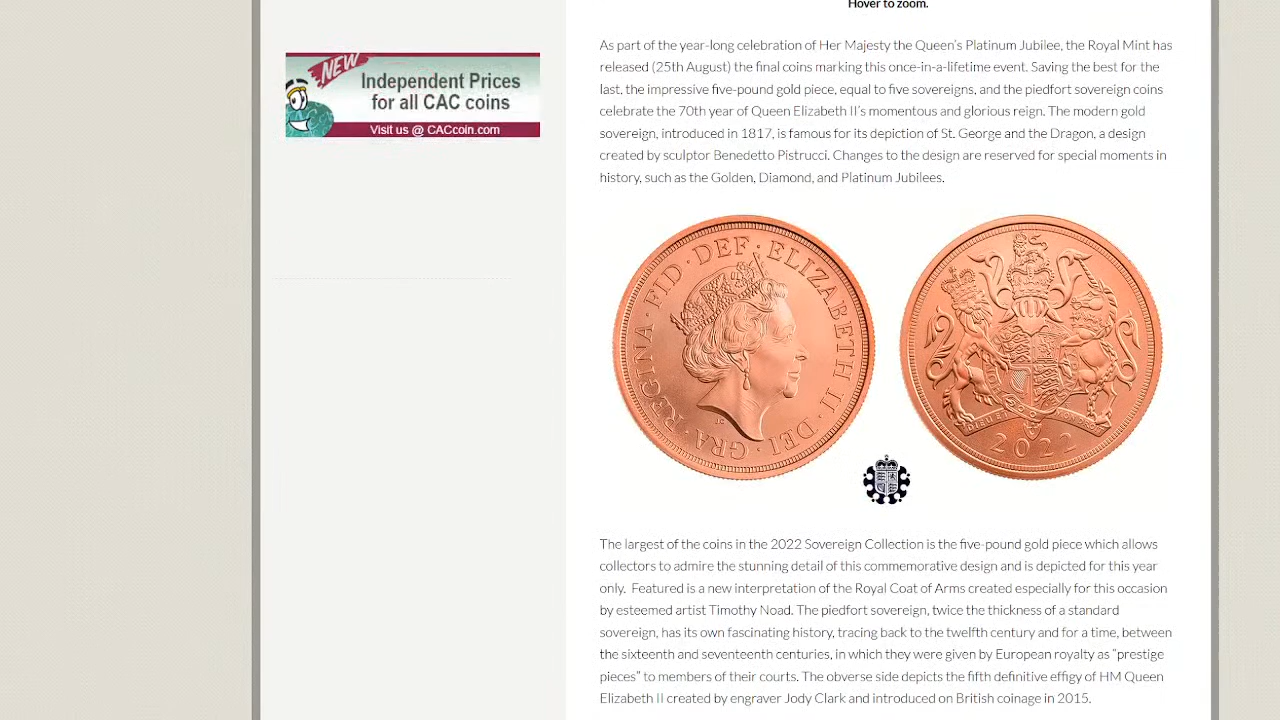 Hover to zoom.
NEW
Independent Prices
for all CAC coins
Visit us @ CACcoin.com
As part of the year-long celebration of Her Majesty the Queen's Platinum Jubilee, the Royal Mint has
released (25th August) the final coins marking this once-in-a-lifetime event. Saving the best for the
last, the impressive five-pound gold piece, equal to five sovereigns, and the piedfort sovereign coins
celebrate the 70th year of Queen Elizabeth II's momentous and glorious reign. The modern gold
sovereign, introduced in 1817, is famous for its depiction of St. George and the Dragon, a design
created by sculptor Benedetto Pistrucci. Changes to the design are reserved for special moments in
history, such as the Golden, Diamond, and Platinum Jubilees.
ELIZABETH II · DEI · GRA · REGINA · FID · DEF ·
2022
The largest of the coins in the 2022 Sovereign Collection is the five-pound gold piece which allows
collectors to admire the stunning detail of this commemorative design and is depicted for this year
only.  Featured is a new interpretation of the Royal Coat of Arms created especially for this occasion
by esteemed artist Timothy Noad. The piedfort sovereign, twice the thickness of a standard
sovereign, has its own fascinating history, tracing back to the twelfth century and for a time, between
the sixteenth and seventeenth centuries, in which they were given by European royalty as “prestige
pieces” to members of their courts. The obverse side depicts the fifth definitive effigy of HM Queen
Elizabeth II created by engraver Jody Clark and introduced on British coinage in 2015.